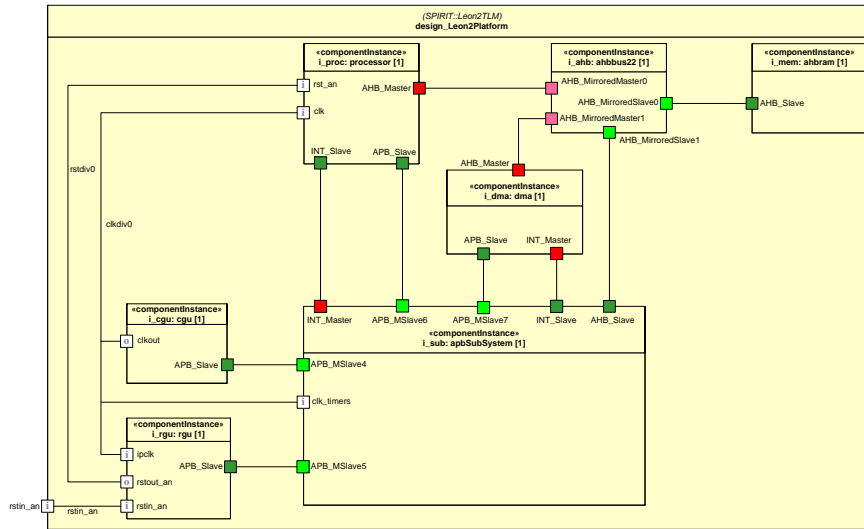 (SPIRIT::Leon2TLM)
design_Leon2Platform
«componentInstance»
i_proc: processor [1]
«componentInstance»
i_ahb: ahbbus22 [1]
«componentInstance»
i_mem: ahbram [1]
i rst_an
AHB_Master
AHB_MirroredMaster0
AHB_MirroredSlave0
AHB_Slave
i clk
AHB_MirroredMaster1
AHB_MirroredSlave1
INT_Slave
APB_Slave
AHB_Master
rstdiv0
«componentInstance»
i_dma: dma [1]
clkdiv0
APB_Slave
INT_Master
«componentInstance»
i_cgu: cgu [1]
INT_Master
APB_MSlave6
APB_MSlave7
INT_Slave
AHB_Slave
«componentInstance»
i_sub: apbSubSystem [1]
o clkout
APB_Slave
APB_MSlave4
i clk_timers
«componentInstance»
i_rgu: rgu [1]
i ipclk
APB_Slave
APB_MSlave5
o rstout_an
rstin_an i
rstin_an
i rstin_an